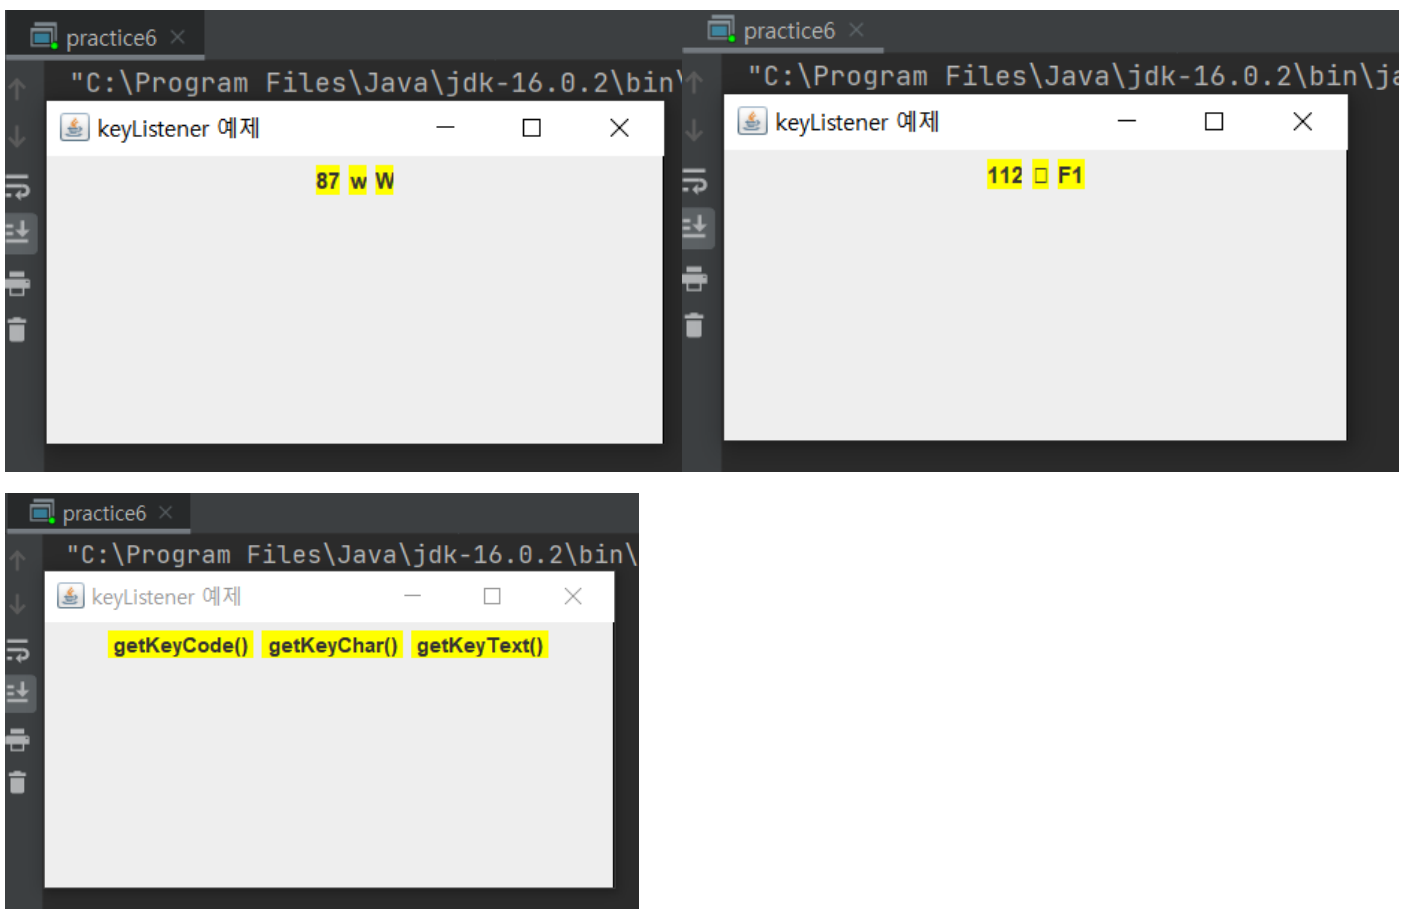 practice6
"C:\Program Files\Java\jdk-16.0.2\bin\
keyListener 예제
87 w W
practice6
"C:\Program Files\Java\jdk-16.0.2\bin\ja
keyListener 예제
112 □ F1
practice6
"C:\Program Files\Java\jdk-16.0.2\bin\
keyListener 예제
getKeyCode() getKeyChar() getKeyText()